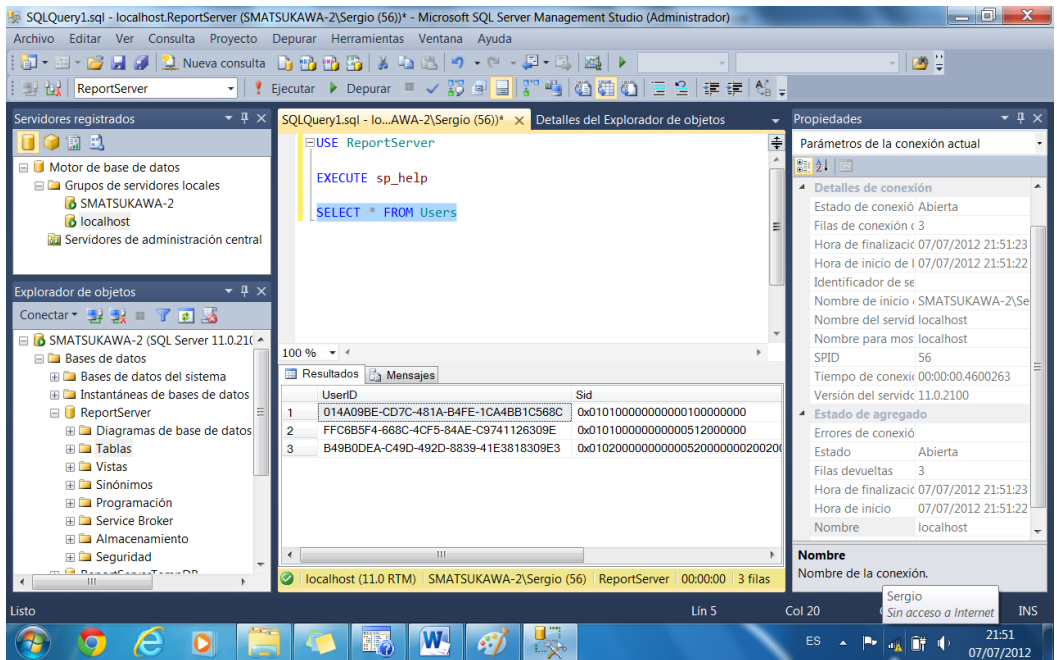 SQLQuery1.sql - localhost.ReportServer (SMATSUKAWA-2\Sergio (56))* - Microsoft SQL Server Management Studio (Administrador)
Archivo Editar Ver Consulta Proyecto Depurar Herramientas Ventana Ayuda
Nueva consulta
ReportServer Ejecutar Depurar
Servidores registrados
Motor de base de datos
Grupos de servidores locales
SMATSUKAWA-2
localhost
Servidores de administración central
Explorador de objetos
Conectar
SMATSUKAWA-2 (SQL Server 11.0.210
Bases de datos
Bases de datos del sistema
Instantáneas de bases de datos
ReportServer
Diagramas de base de datos
Tablas
Vistas
Sinónimos
Programación
Service Broker
Almacenamiento
Seguridad
SQLQuery1.sql - lo...AWA-2\Sergio (56))* Detalles del Explorador de objetos
USE ReportServer
EXECUTE sp_help
SELECT * FROM Users
100 %
Resultados Mensajes
UserID Sid
1 014A09BE-CD7C-481A-B4FE-1CA4BB1C568C 0x010100000000000100000000
2 FFC6B5F4-668C-4CF5-84AE-C9741126309E 0x010100000000000512000000
3 B49B0DEA-C49D-492D-8839-41E3818309E3
localhost (11.0 RTM) SMATSUKAWA-2\Sergio (56) ReportServer 00:00:00 3 filas
Propiedades
Parámetros de la conexión actual
Detalles de conexión
Estado de conexió Abierta
Filas de conexión 3
Hora de finalizació 07/07/2012 21:51:23
Hora de inicio de l 07/07/2012 21:51:22
Identificador de se
Nombre de inicio SMATSUKAWA-2\Se
Nombre del servid localhost
Nombre para mos localhost
SPID 56
Tiempo de conexió 00:00:00.4600263
Versión del servido 11.0.2100
Estado de agregado
Errores de conexió
Estado Abierta
Filas devueltas 3
Hora de finalizació 07/07/2012 21:51:23
Hora de inicio 07/07/2012 21:51:22
Nombre localhost
Nombre
Nombre de la conexión.
Listo Lín 5 Col 20 INS
Sergio
Sin acceso a Internet
ES 21:51
07/07/2012